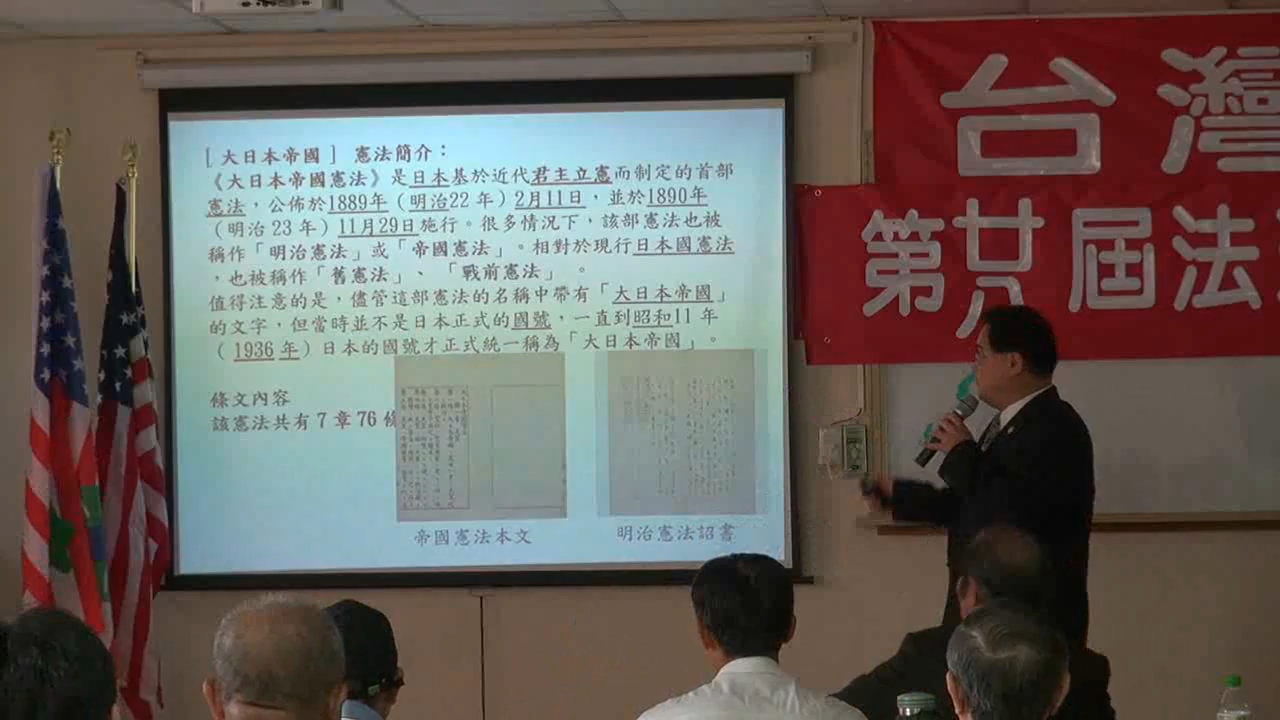 [ 大日本帝國 ] 憲法簡介：
《大日本帝國憲法》是日本基於近代君主立憲而制定的首部
憲法，公佈於1889年（明治22 年）2月11日，並於1890年
（明治 23 年）11月29日施行。很多情況下，該部憲法也被
稱作「明治憲法」或「帝國憲法」。相對於現行日本國憲法
，也被稱作「舊憲法」、「戰前憲法」 。
值得注意的是，儘管這部憲法的名稱中帶有「大日本帝國」
的文字，但當時並不是日本正式的國號，一直到昭和11 年
（ 1936 年）日本的國號才正式統一稱為「大日本帝國」。
條文內容
該憲法共有 7 章 76 條
帝國憲法本文
明治憲法詔書
台灣
第廿八屆法